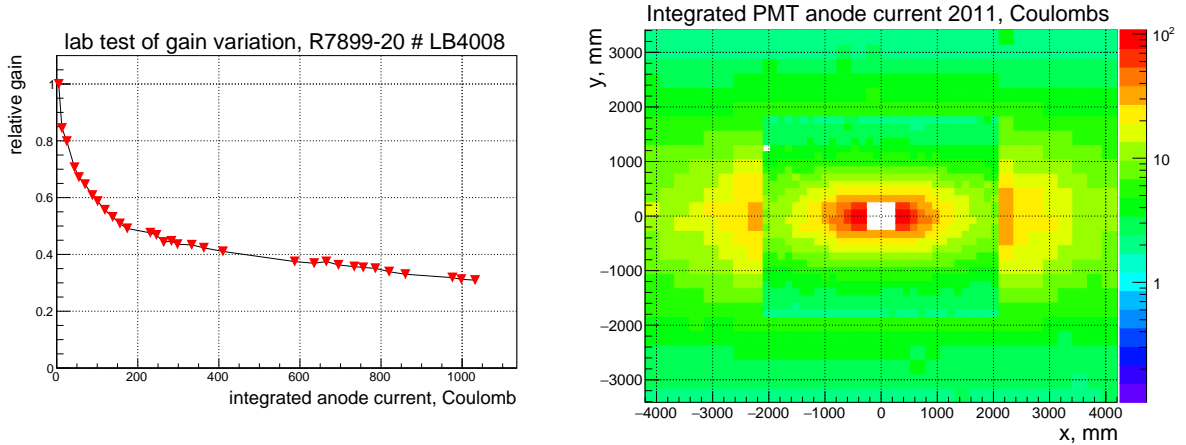 lab test of gain variation, R7899-20 # LB4008
relative gain
1
0.8
0.6
0.4
0.2
0
0 200 400 600 800 1000
integrated anode current, Coulomb
Integrated PMT anode current 2011, Coulombs
y, mm
3000
2000
1000
0
−1000
−2000
−3000
−4000 −3000 −2000 −1000 0 1000 2000 3000 4000
x, mm
10²
10
1